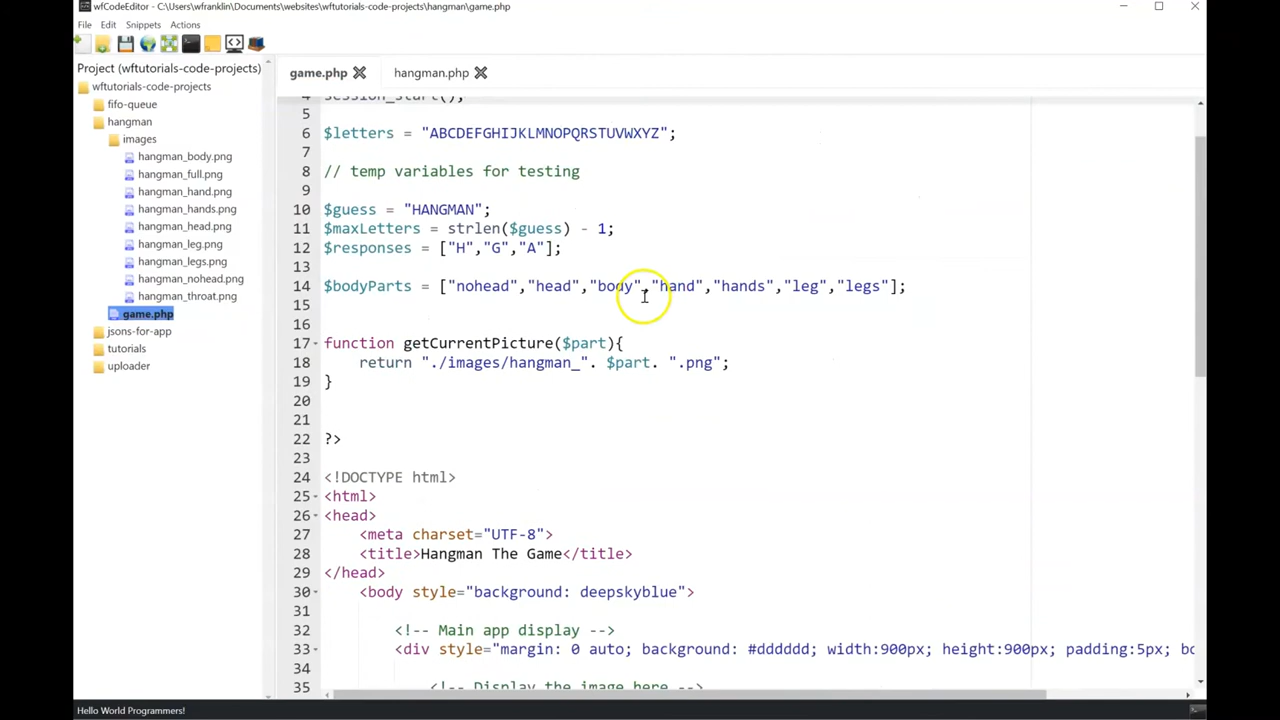 wfCodeEditor - C:\Users\wfranklin\Documents\websites\wftutorials-code-projects\hangman\game.php
File Edit Snippets Actions
Project (wftutorials-code-projects)
wftutorials-code-projects
fifo-queue
hangman
images
hangman_body.png
hangman_full.png
hangman_hand.png
hangman_hands.png
hangman_head.png
hangman_leg.png
hangman_legs.png
hangman_nohead.png
hangman_throat.png
game.php
jsons-for-app
tutorials
uploader
game.php hangman.php
4 session_start();
5
6 $letters = "ABCDEFGHIJKLMNOPQRSTUVWXYZ";
7
8 // temp variables for testing
9
10 $guess = "HANGMAN";
11 $maxLetters = strlen($guess) - 1;
12 $responses = ["H","G","A"];
13
14 $bodyParts = ["nohead","head","body","hand","hands","leg","legs"];
15
16
17 function getCurrentPicture($part){
18 return "./images/hangman_". $part. ".png";
19 }
20
21
22 ?>
23
24 <!DOCTYPE html>
25 <html>
26 <head>
27 <meta charset="UTF-8">
28 <title>Hangman The Game</title>
29 </head>
30 <body style="background: deepskyblue">
31
32 <!-- Main app display -->
33 <div style="margin: 0 auto; background: #dddddd; width:900px; height:900px; padding:5px; bo
34
35 <!-- Display the image here -->
Hello World Programmers!